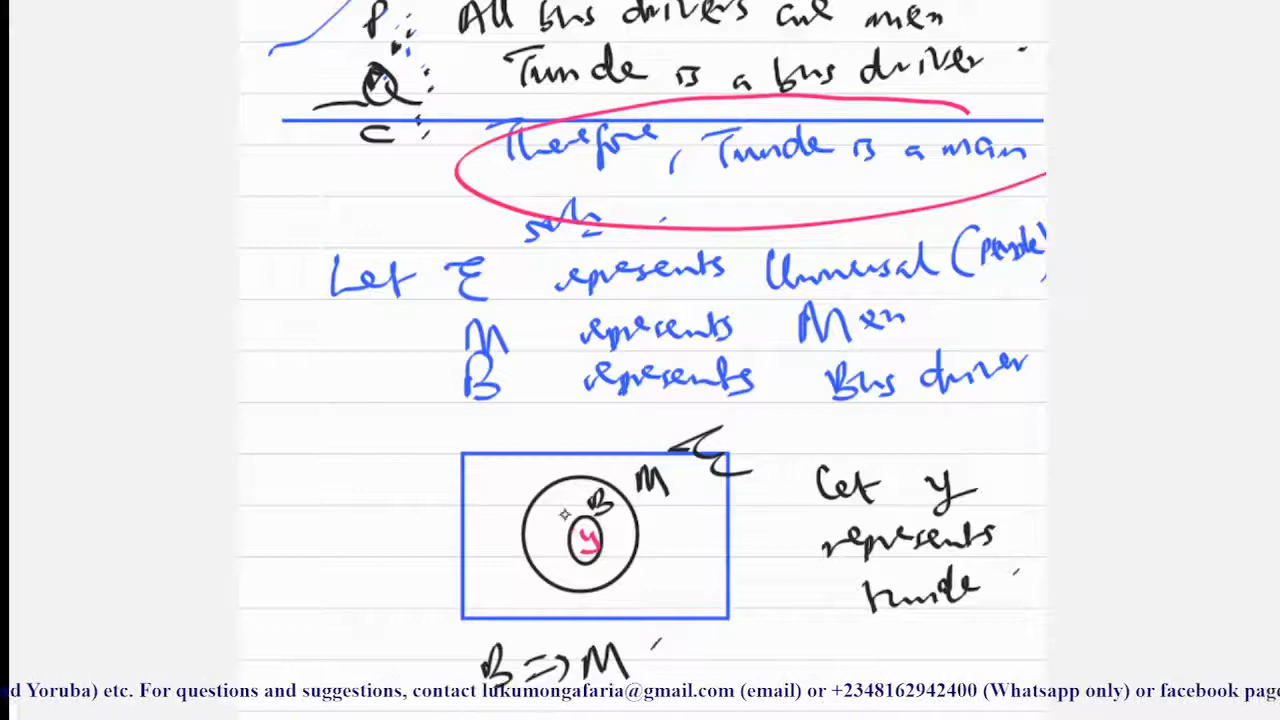 P: All bus drivers are men
Q: Tunde is a bus driver
C: Therefore, Tunde is a man
soln
Let ξ represents Universal (People)
M represents Men
B represents Bus driver
ξ
M
B
y
Let y
represents
tunde
B => M
rd Yoruba) etc. For questions and suggestions, contact lukumongafaria@gmail.com (email) or +2348162942400 (Whatsapp only) or facebook page